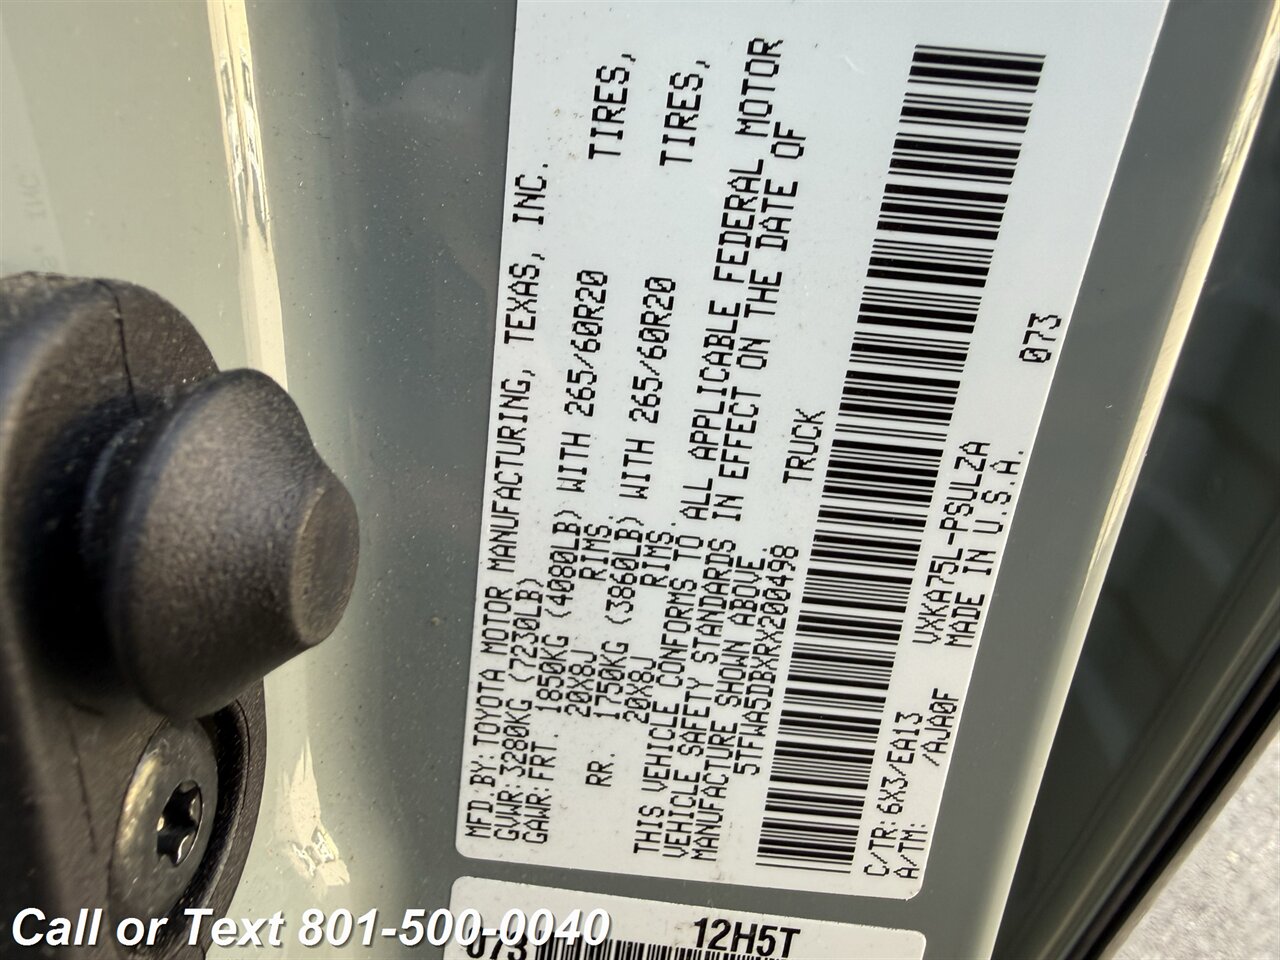 MFD.BY:TOYOTA MOTOR MANUFACTURING, TEXAS, INC.
GVWR:3280KG (7230LB)
GAWR:FRT. 1850KG (4080LB) WITH 265/60R20 TIRES,
20X8J RIMS.
RR. 1750KG (3860LB) WITH 265/60R20 TIRES,
20X8J RIMS.
THIS VEHICLE CONFORMS TO ALL APPLICABLE FEDERAL MOTOR
VEHICLE SAFETY STANDARDS IN EFFECT ON THE DATE OF
MANUFACTURE SHOWN ABOVE.
5TFWA5DBXRX200498 TRUCK
C/TR:6X3/EA13 VXKA75L-PSULZA 073
A/TM: /AJA0F MADE IN U.S.A.
073 12H5T
Call or Text 801-500-0040